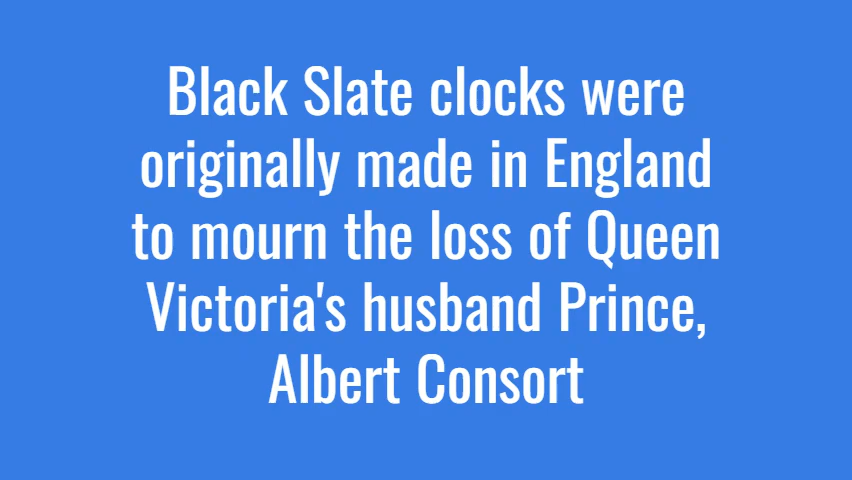 Black Slate clocks were
originally made in England
to mourn the loss of Queen
Victoria's husband Prince,
Albert Consort